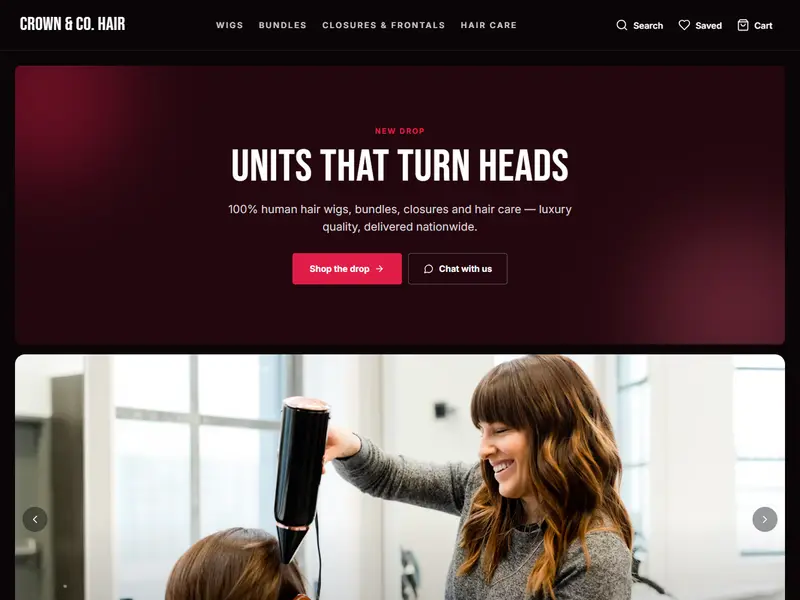 CROWN & CO. HAIR
WIGS
BUNDLES
CLOSURES & FRONTALS
HAIR CARE
Search
Saved
Cart
NEW DROP
UNITS THAT TURN HEADS
100% human hair wigs, bundles, closures and hair care — luxury
quality, delivered nationwide.
Shop the drop
Chat with us